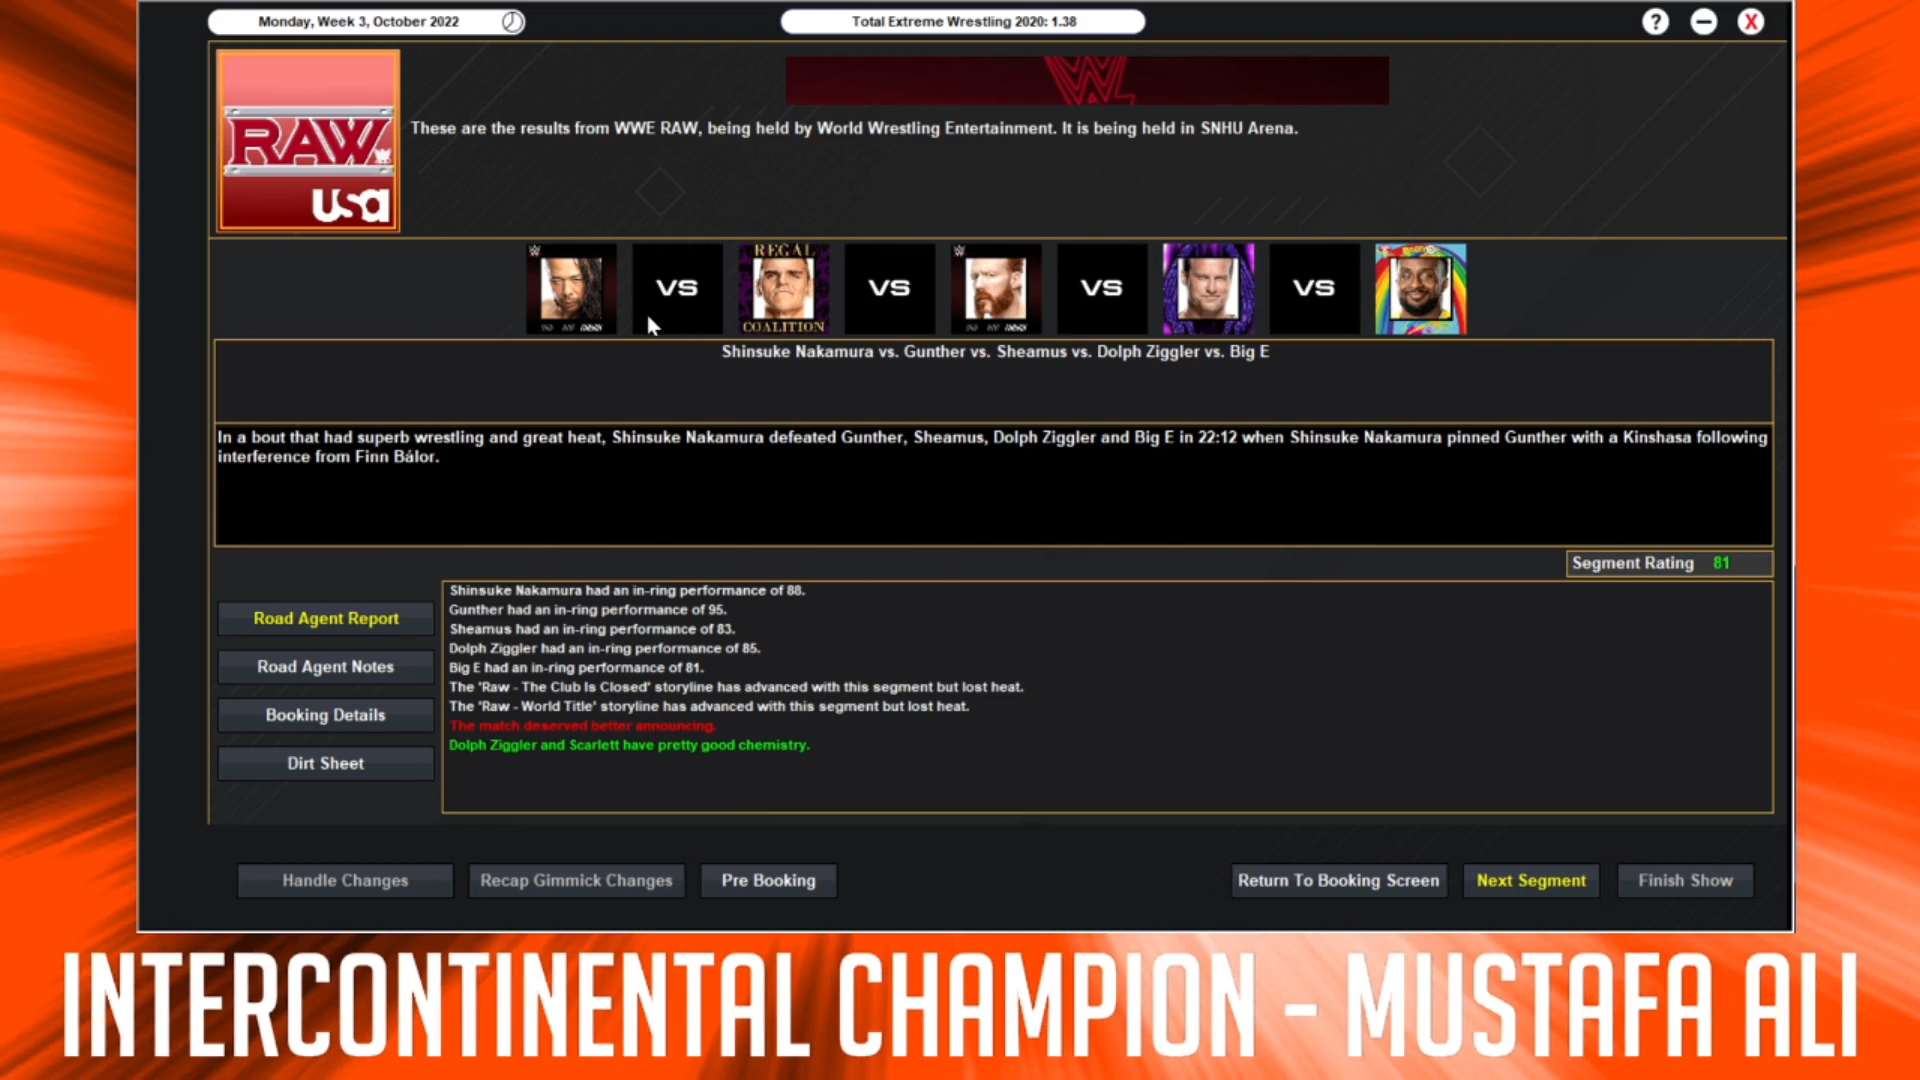 Monday, Week 3, October 2022
Total Extreme Wrestling 2020: 1.38
?
X
RAW
usa
These are the results from WWE RAW, being held by World Wrestling Entertainment. It is being held in SNHU Arena.
VS
REGAL
COALITION
VS
VS
VS
Shinsuke Nakamura vs. Gunther vs. Sheamus vs. Dolph Ziggler vs. Big E
In a bout that had superb wrestling and great heat, Shinsuke Nakamura defeated Gunther, Sheamus, Dolph Ziggler and Big E in 22:12 when Shinsuke Nakamura pinned Gunther with a Kinshasa following
interference from Finn Bálor.
Segment Rating 81
Road Agent Report
Road Agent Notes
Booking Details
Dirt Sheet
Shinsuke Nakamura had an in-ring performance of 88.
Gunther had an in-ring performance of 95.
Sheamus had an in-ring performance of 83.
Dolph Ziggler had an in-ring performance of 85.
Big E had an in-ring performance of 81.
The 'Raw - The Club Is Closed' storyline has advanced with this segment but lost heat.
The 'Raw - World Title' storyline has advanced with this segment but lost heat.
The match deserved better announcing.
Dolph Ziggler and Scarlett have pretty good chemistry.
Handle Changes
Recap Gimmick Changes
Pre Booking
Return To Booking Screen
Next Segment
Finish Show
INTERCONTINENTAL CHAMPION - MUSTAFA ALI